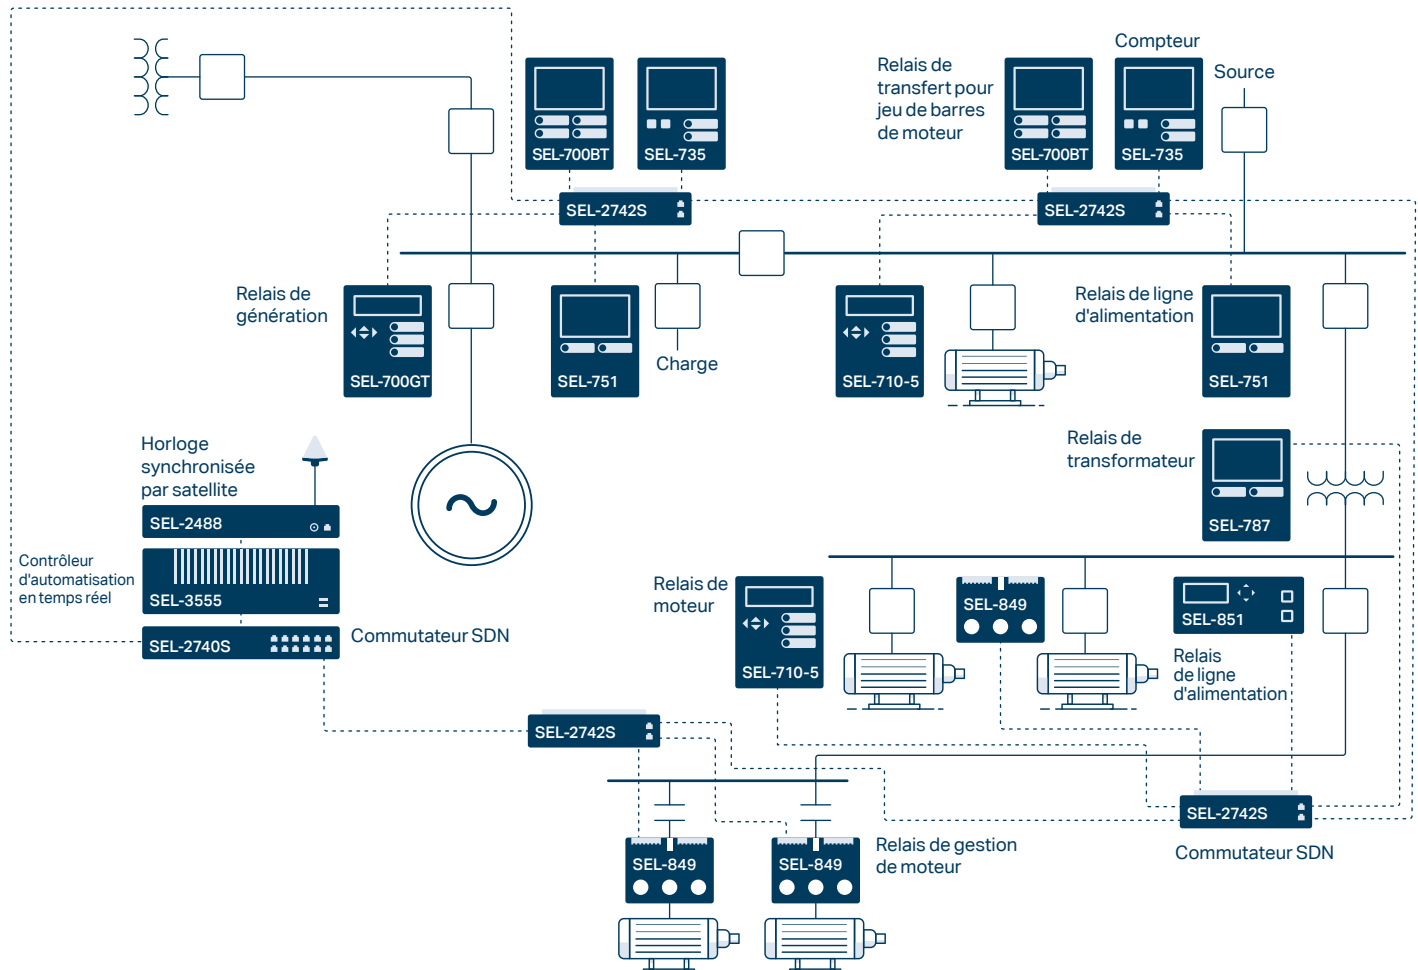 Compteur
Relais de
transfert pour
jeu de barres
de moteur
Source
SEL-700BT
SEL-735
SEL-700BT
SEL-735
SEL-2742S
SEL-2742S
Relais de
génération
Relais de ligne
d'alimentation
SEL-700GT
SEL-751
Charge
SEL-710-5
SEL-751
Horloge
synchronisée
par satellite
Relais de
transformateur
SEL-2488
SEL-787
Contrôleur
d'automatisation
en temps réel
SEL-3555
Relais de
moteur
SEL-849
SEL-851
SEL-2740S
Commutateur SDN
SEL-710-5
Relais
de ligne
d'alimentation
SEL-2742S
SEL-2742S
Commutateur SDN
SEL-849
SEL-849
Relais de gestion
de moteur